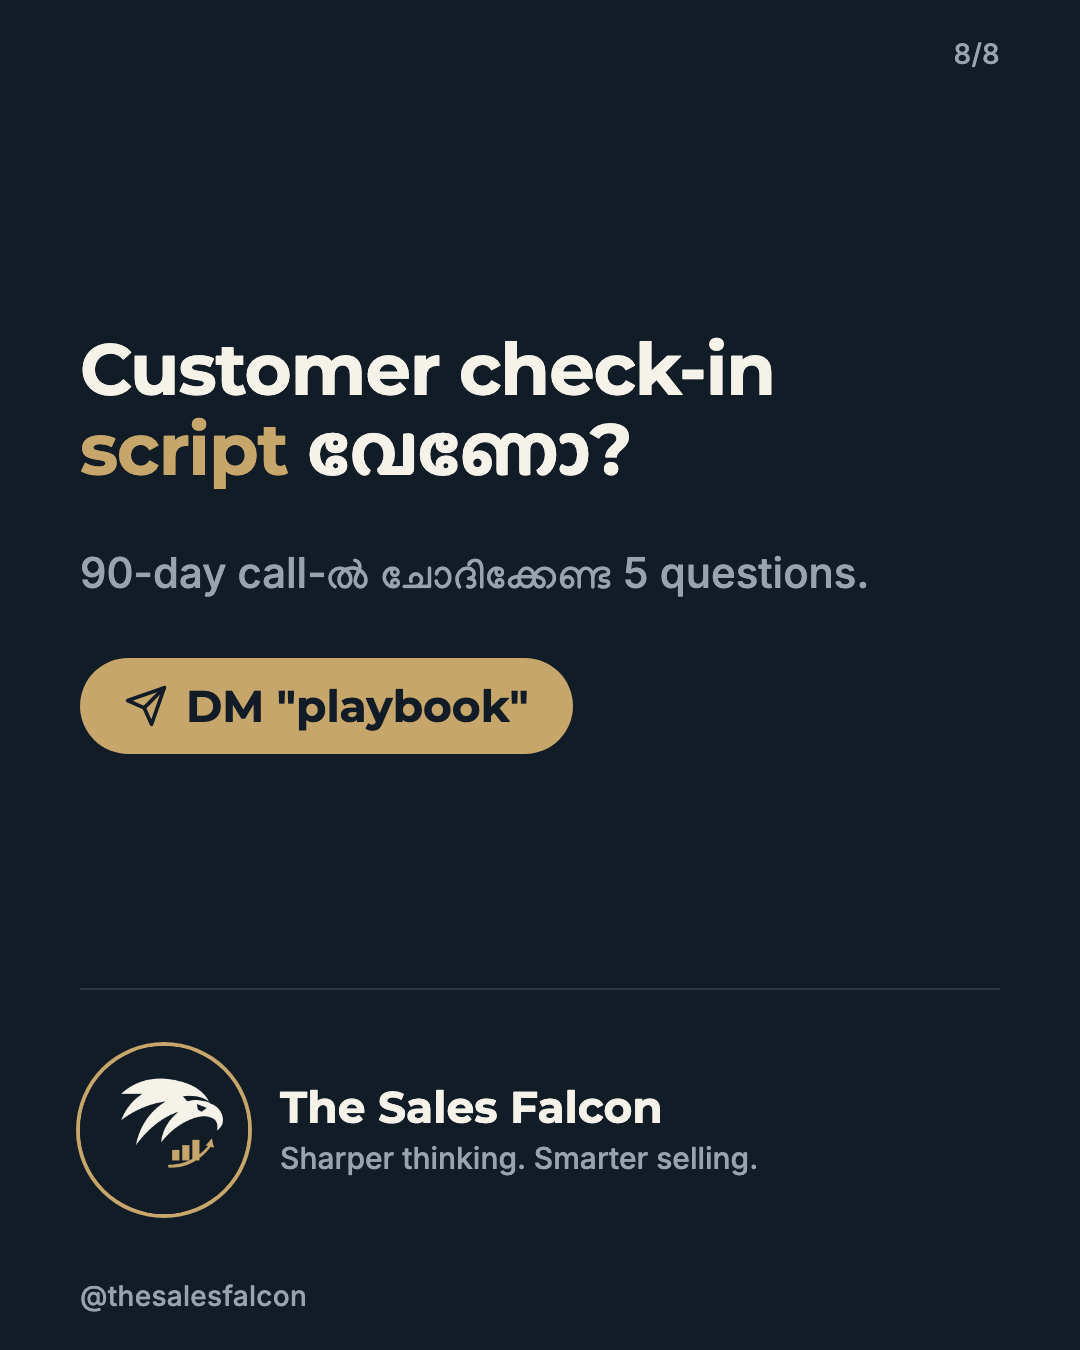 8/8
Customer check-in
script വേണോ?
90-day call-ൽ ചോദിക്കേണ്ട 5 questions.
DM "playbook"
The Sales Falcon
Sharper thinking. Smarter selling.
@thesalesfalcon